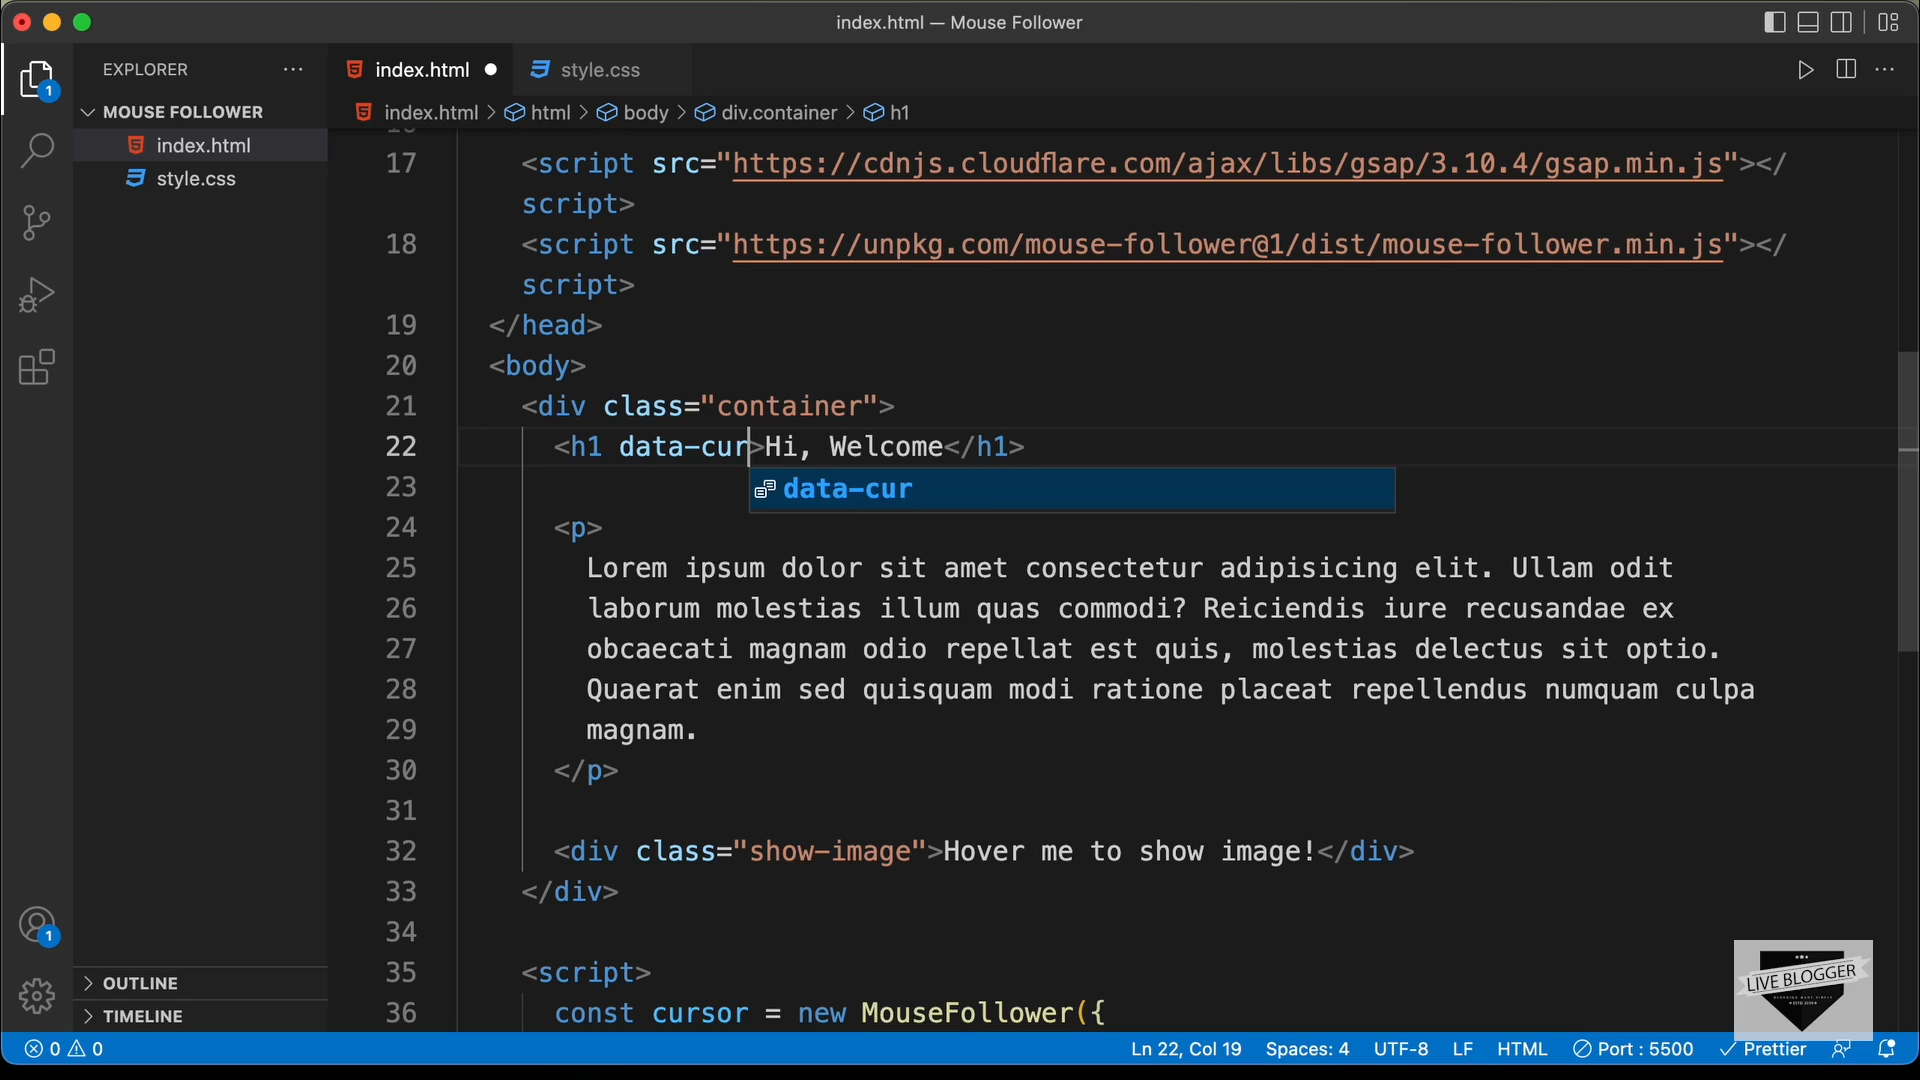 index.html — Mouse Follower
EXPLORER
MOUSE FOLLOWER
index.html
style.css
OUTLINE
TIMELINE
index.html style.css
index.html html body div.container h1
17 <script src="https://cdnjs.cloudflare.com/ajax/libs/gsap/3.10.4/gsap.min.js"></
script>
18 <script src="https://unpkg.com/mouse-follower@1/dist/mouse-follower.min.js"></
script>
19 </head>
20 <body>
21 <div class="container">
22 <h1 data-cur>Hi, Welcome</h1>
23
data-cur
24 <p>
25 Lorem ipsum dolor sit amet consectetur adipisicing elit. Ullam odit
26 laborum molestias illum quas commodi? Reiciendis iure recusandae ex
27 obcaecati magnam odio repellat est quis, molestias delectus sit optio.
28 Quaerat enim sed quisquam modi ratione placeat repellendus numquam culpa
29 magnam.
30 </p>
31
32 <div class="show-image">Hover me to show image!</div>
33 </div>
34
35 <script>
36 const cursor = new MouseFollower({
1
1
LIVE BLOGGER
0 0
Ln 22, Col 19 Spaces: 4 UTF-8 LF HTML Port : 5500 Prettier